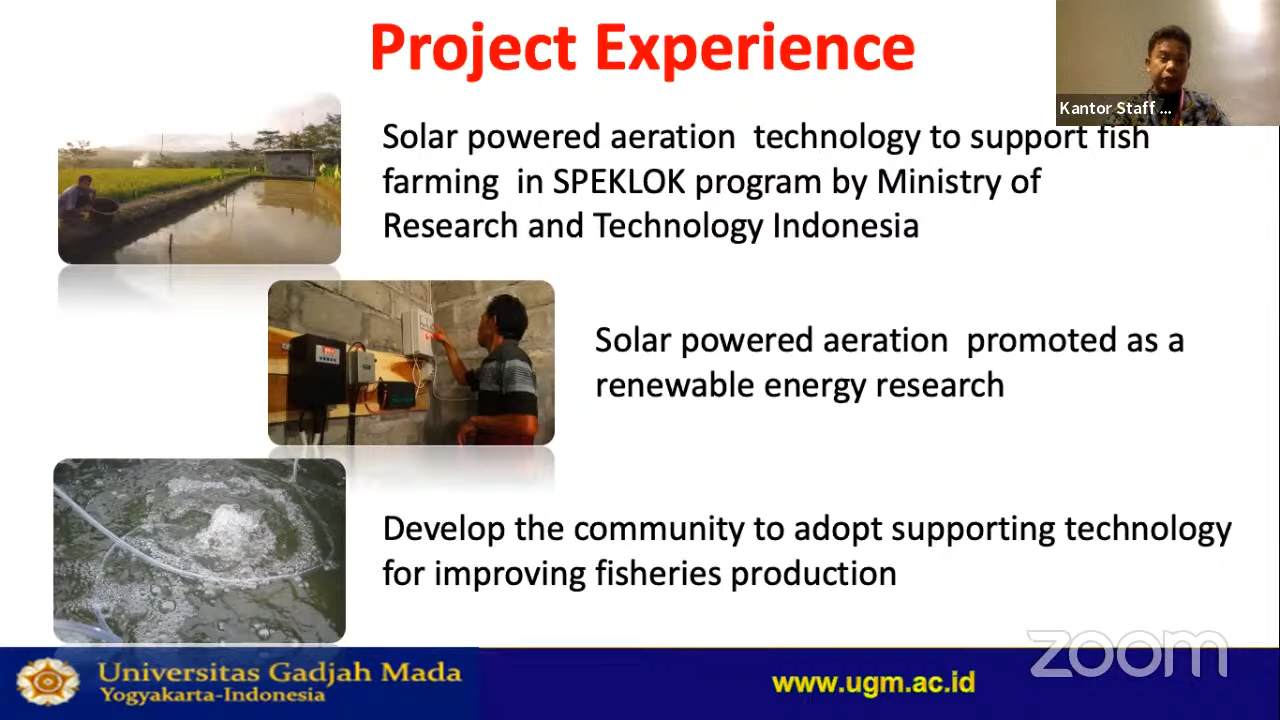 Project Experience
Kantor Staff ...
Solar powered aeration technology to support fish
farming in SPEKLOK program by Ministry of
Research and Technology Indonesia
Solar powered aeration promoted as a
renewable energy research
Develop the community to adopt supporting technology
for improving fisheries production
zoom
Universitas Gadjah Mada
Yogyakarta-Indonesia
www.ugm.ac.id